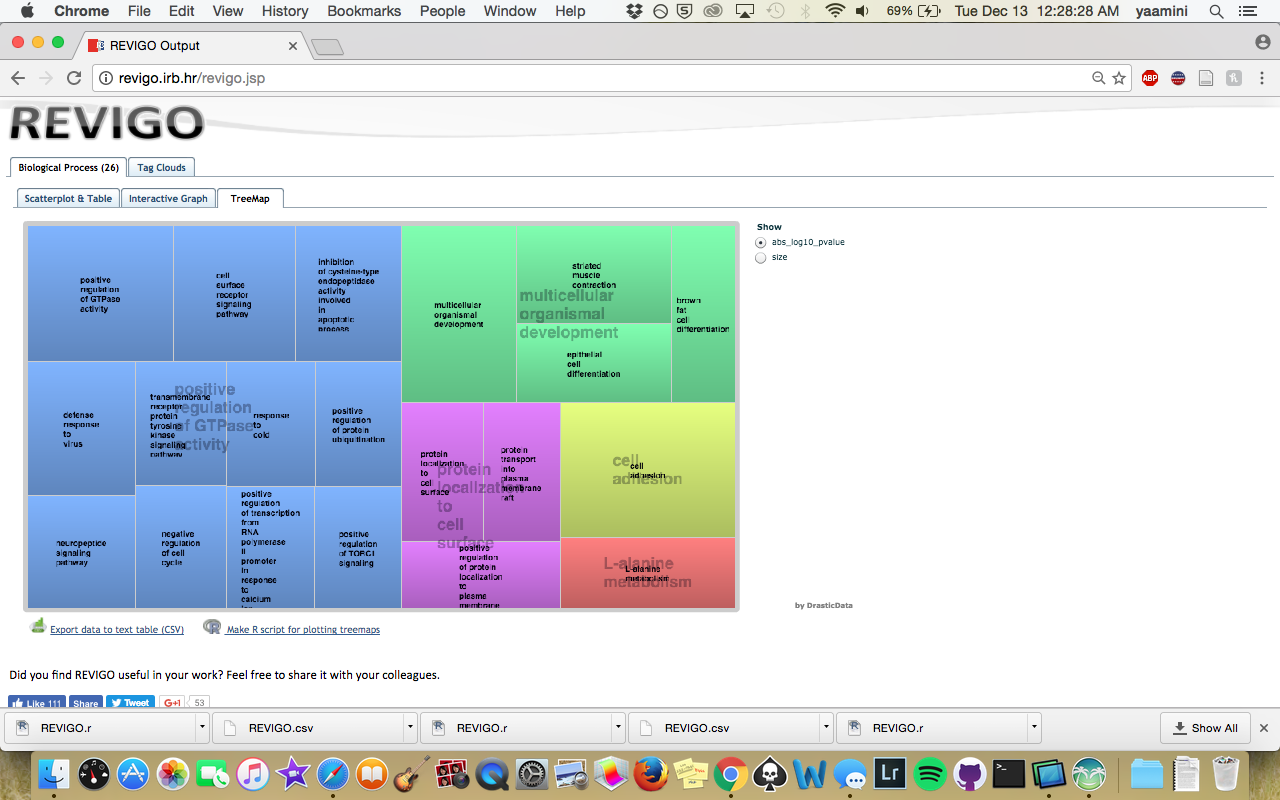 Chrome File Edit View History Bookmarks People Window Help 69% Tue Dec 13 12:28:28 AM yaamini
REVIGO Output
revigo.irb.hr/revigo.jsp
ABP
REVIGO
Biological Process (26) Tag Clouds
Scatterplot & Table Interactive Graph TreeMap
positive
regulation
of GTPase
activity
cell
surface
receptor
signaling
pathway
inhibition
of cysteine-type
endopeptidase
activity
involved
in
apoptotic
process
defense
response
to
virus
transmembrane
receptor
protein
tyrosine
kinase
signaling
pathway
positive
regulation
of GTPase
activity
response
to
cold
positive
regulation
of protein
ubiquitination
neuropeptide
signaling
pathway
negative
regulation
of cell
cycle
positive
regulation
of transcription
from
RNA
polymerase
II
promoter
in
response
to
calcium
ion
positive
regulation
of TORC1
signaling
multicellular
organismal
development
striated
muscle
contraction
multicellular
organismal
development
epithelial
cell
differentiation
brown
fat
cell
differentiation
protein
localization
to
cell
surface
protein
transport
into
plasma
membrane
raft
protein
localization
to
cell
surface
positive
regulation
of protein
localization
to
plasma
membrane
cell
adhesion
cell
adhesion
L-alanine
metabolism
L-alanine
metabolism
Show
abs_log10_pvalue
size
by DrasticData
Export data to text table (CSV) Make R script for plotting treemaps
Did you find REVIGO useful in your work? Feel free to share it with your colleagues.
Like 111 Share Tweet G+1 53
REVIGO.r REVIGO.csv REVIGO.r REVIGO.csv REVIGO.r Show All
Lr